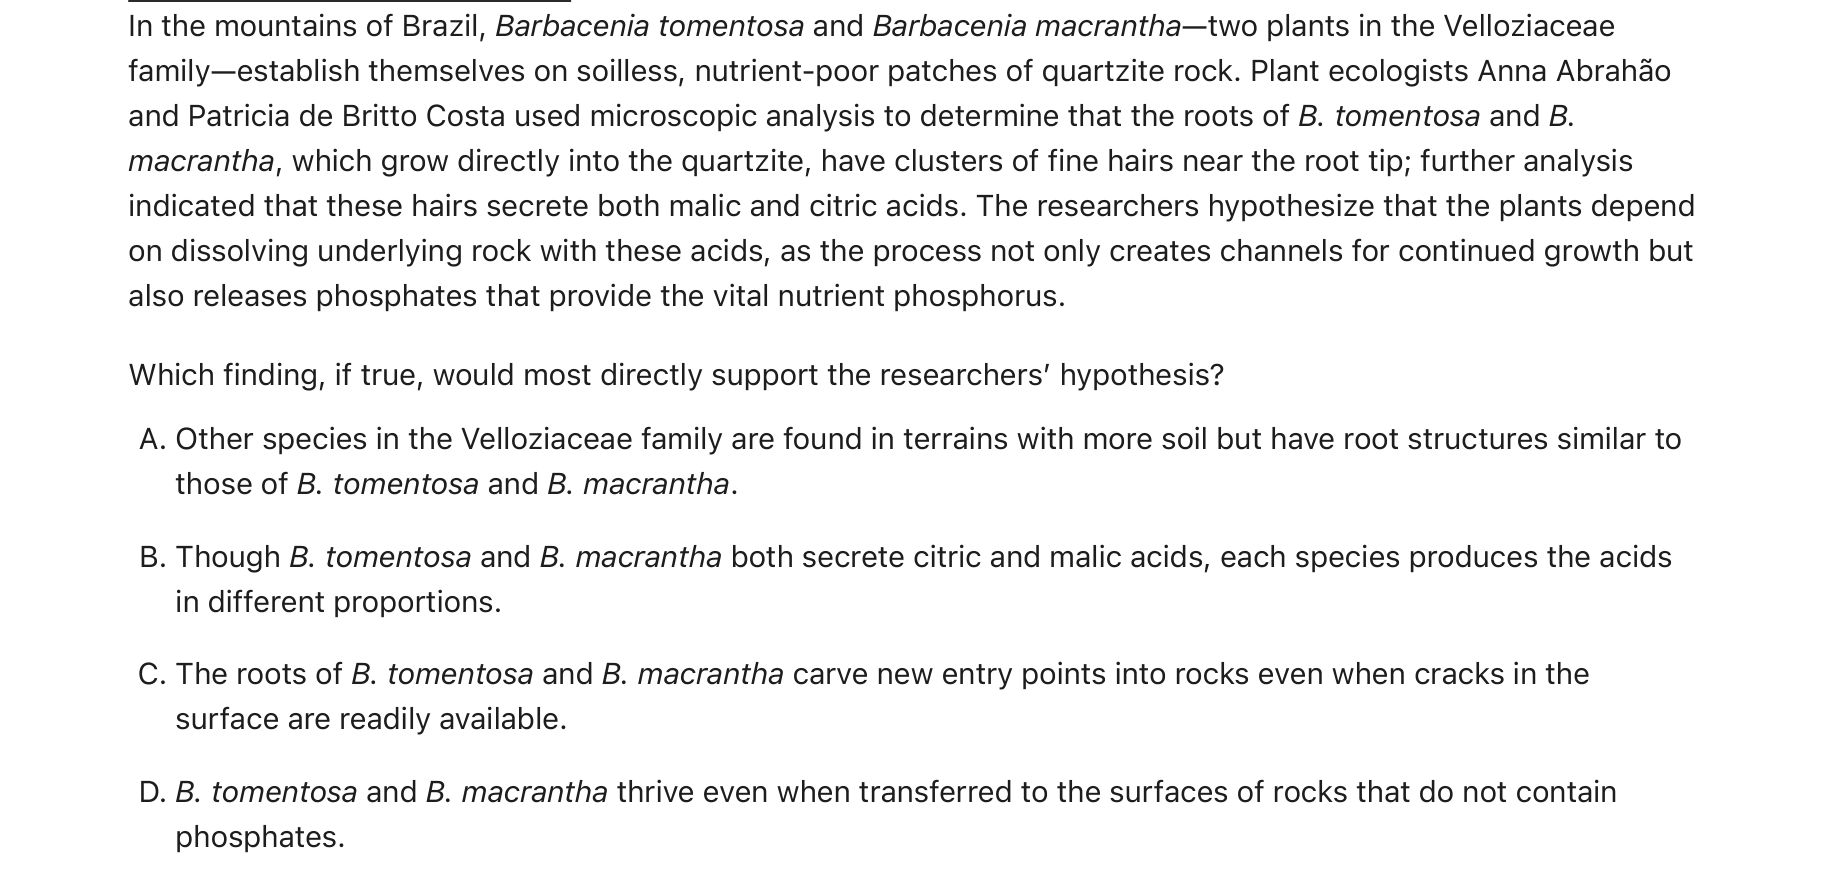 In the mountains of Brazil, Barbacenia tomentosa and Barbacenia macrantha—two plants in the Velloziaceae
family—establish themselves on soilless, nutrient-poor patches of quartzite rock. Plant ecologists Anna Abrahão
and Patricia de Britto Costa used microscopic analysis to determine that the roots of B. tomentosa and B.
macrantha, which grow directly into the quartzite, have clusters of fine hairs near the root tip; further analysis
indicated that these hairs secrete both malic and citric acids. The researchers hypothesize that the plants depend
on dissolving underlying rock with these acids, as the process not only creates channels for continued growth but
also releases phosphates that provide the vital nutrient phosphorus.
Which finding, if true, would most directly support the researchers’ hypothesis?
A. Other species in the Velloziaceae family are found in terrains with more soil but have root structures similar to
those of B. tomentosa and B. macrantha.
B. Though B. tomentosa and B. macrantha both secrete citric and malic acids, each species produces the acids
in different proportions.
C. The roots of B. tomentosa and B. macrantha carve new entry points into rocks even when cracks in the
surface are readily available.
D. B. tomentosa and B. macrantha thrive even when transferred to the surfaces of rocks that do not contain
phosphates.